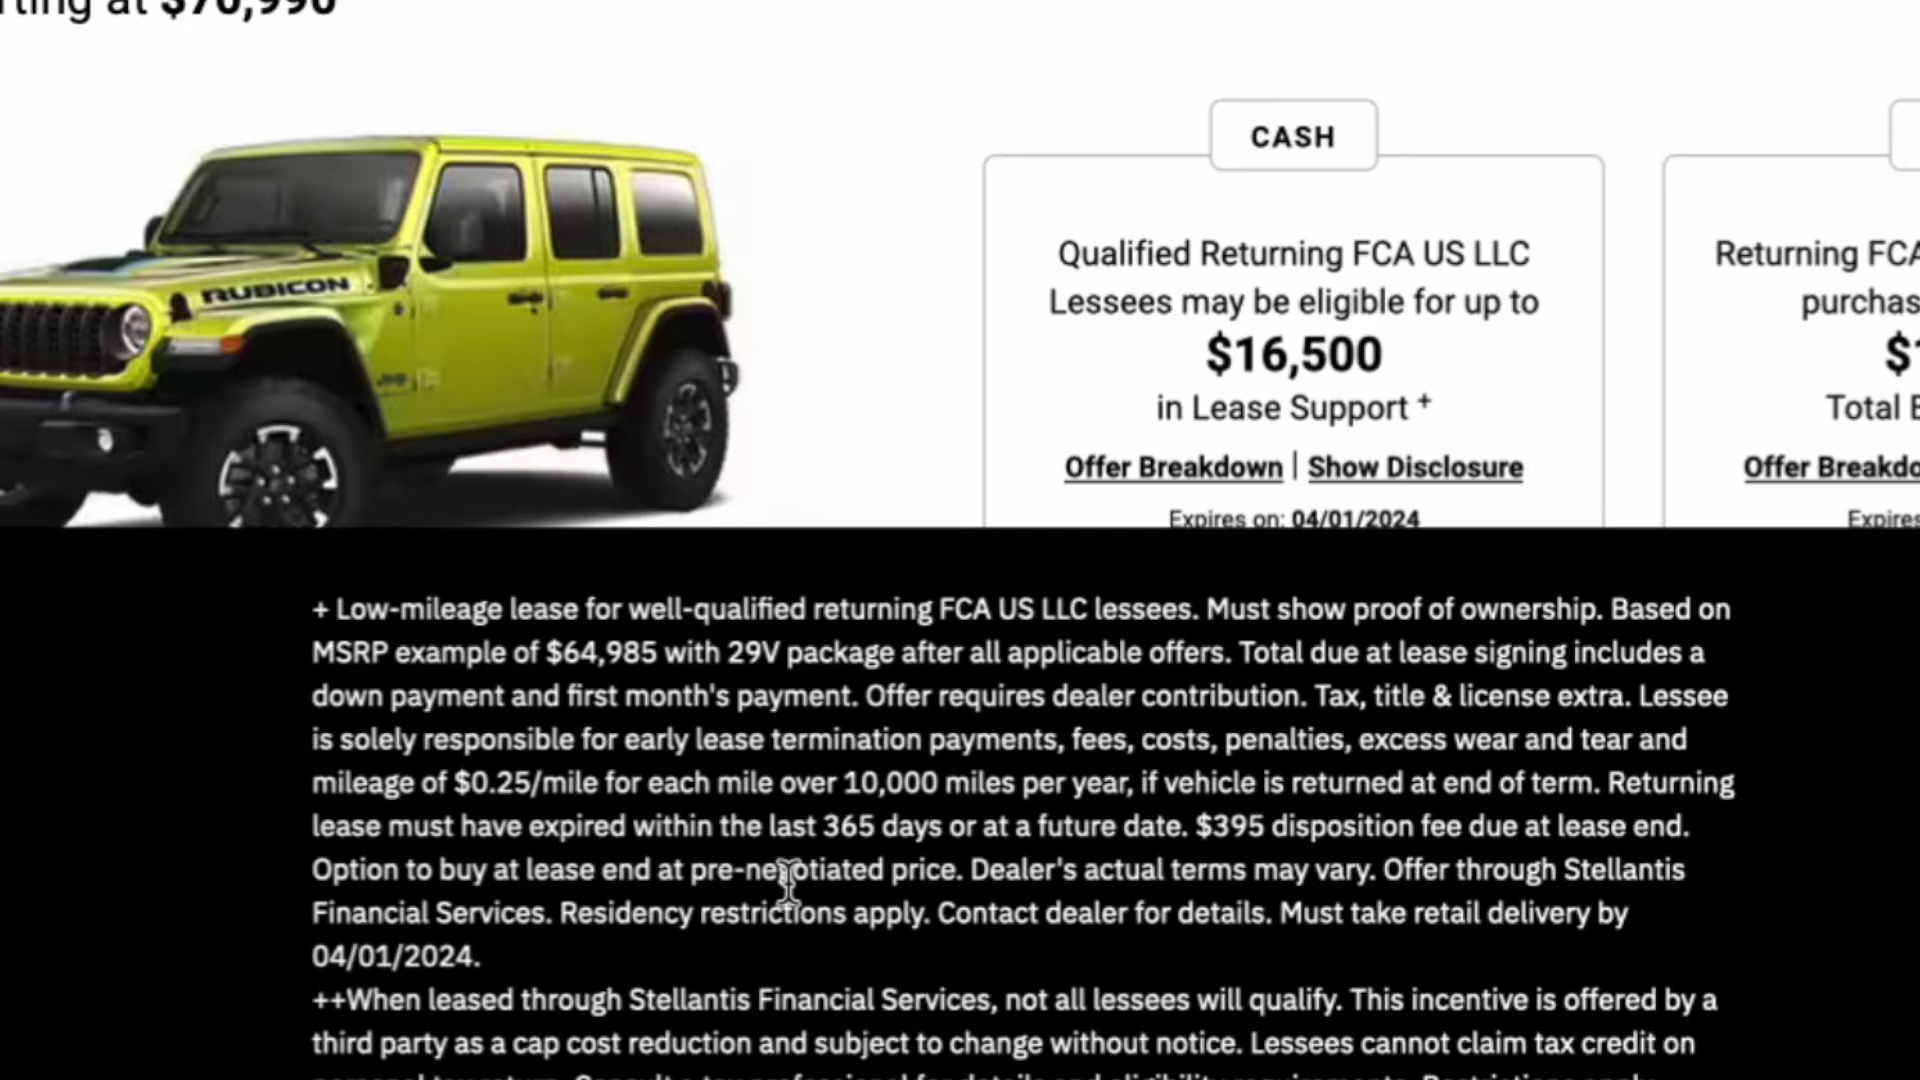 at $70,990
CASH
Qualified Returning FCA US LLC
Lessees may be eligible for up to
$16,500
in Lease Support +
Offer Breakdown | Show Disclosure
Expires on: 04/01/2024
Returning
Total
Offer
RUBICON
Jeep
+ Low-mileage lease for well-qualified returning FCA US LLC lessees. Must show proof of ownership. Based on
MSRP example of $64,985 with 29V package after all applicable offers. Total due at lease signing includes a
down payment and first month's payment. Offer requires dealer contribution. Tax, title & license extra. Lessee
is solely responsible for early lease termination payments, fees, costs, penalties, excess wear and tear and
mileage of $0.25/mile for each mile over 10,000 miles per year, if vehicle is returned at end of term. Returning
lease must have expired within the last 365 days or at a future date. $395 disposition fee due at lease end.
Option to buy at lease end at pre-negotiated price. Dealer's actual terms may vary. Offer through Stellantis
Financial Services. Residency restrictions apply. Contact dealer for details. Must take retail delivery by
04/01/2024.
++When leased through Stellantis Financial Services, not all lessees will qualify. This incentive is offered by a
third party as a cap cost reduction and subject to change without notice. Lessees cannot claim tax credit on